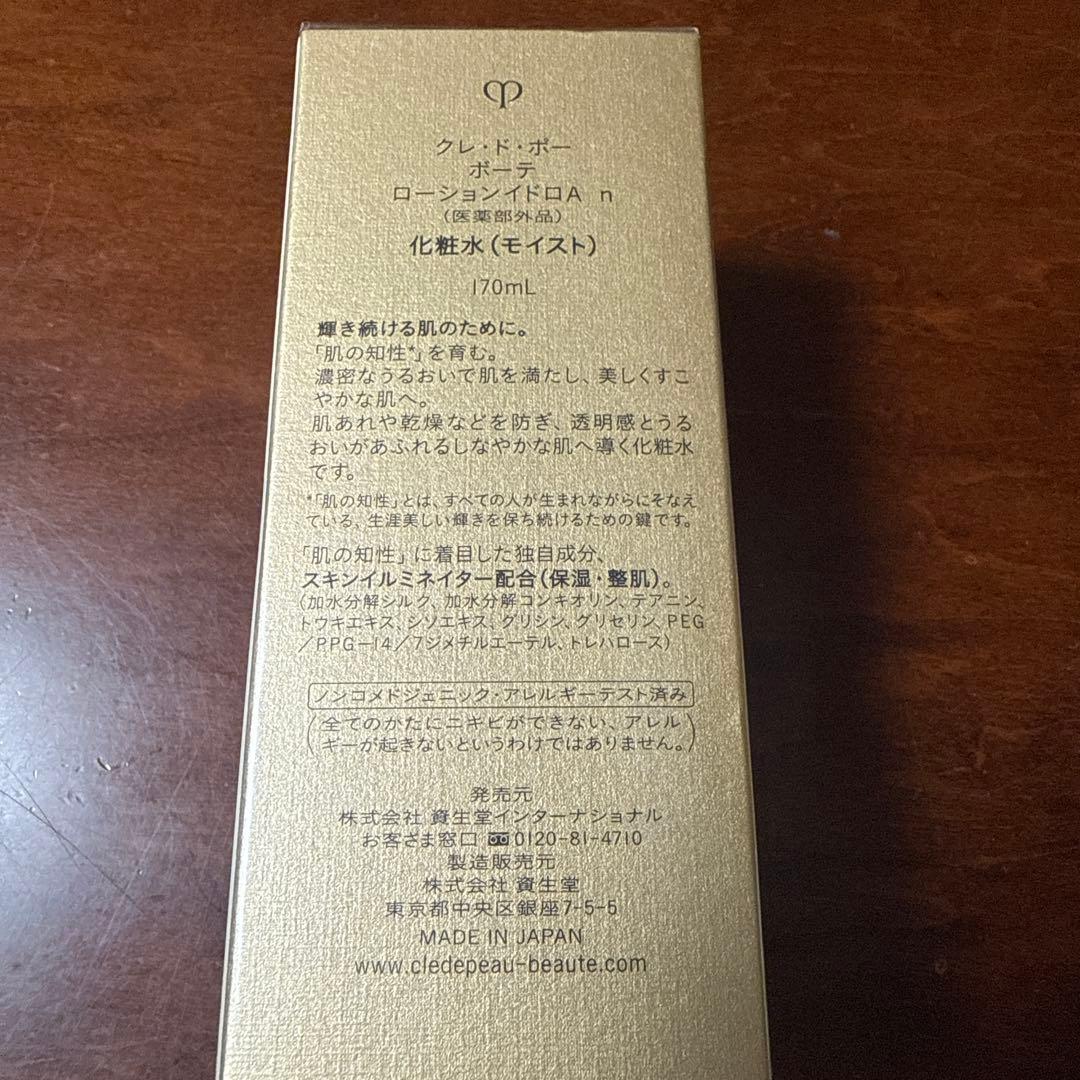 クレ・ド・ポー
ボーテ
ローションイドロA n
（医薬部外品）
化粧水（モイスト）
170mL
輝き続ける肌のために。
「肌の知性*」を育む。
濃密なうるおいで肌を満たし、美しくすこ
やかな肌へ。
肌あれや乾燥などを防ぎ、透明感とうる
おいがあふれるしなやかな肌へ導く化粧水
です。
*「肌の知性」とは、すべての人が生まれながらにそなえ
ている、生涯美しい輝きを保ち続けるための鍵です。
「肌の知性」に着目した独自成分、
スキンイルミネイター配合（保湿・整肌）。
（加水分解シルク、加水分解コンキオリン、テアニン、
トウキエキス、シソエキス、グリシン、グリセリン、PEG
／PPG－14／7ジメチルエーテル、トレハロース）
ノンコメドジェニック・アレルギーテスト済み
（全てのかたにニキビができない、アレル
ギーが起きないというわけではありません。）
発売元
株式会社 資生堂インターナショナル
お客さま窓口 0120-81-4710
製造販売元
株式会社 資生堂
東京都中央区銀座7-5-5
MADE IN JAPAN
www.cledepeau-beaute.com